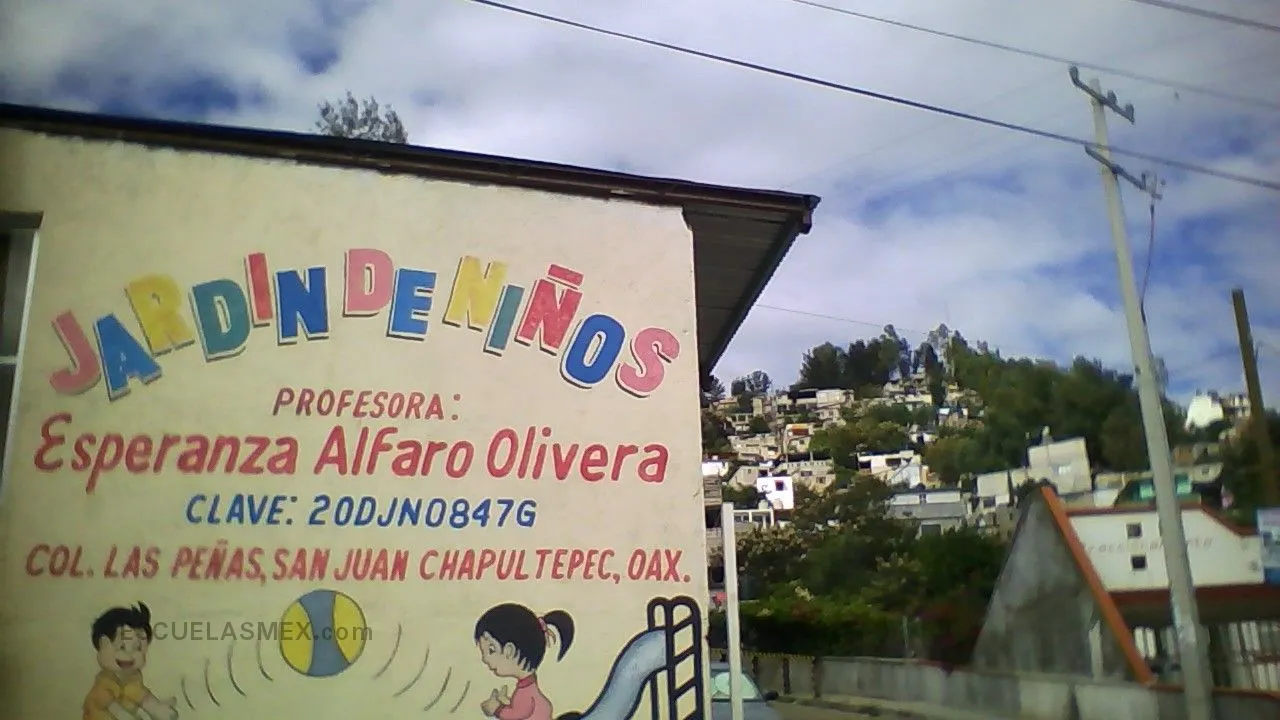 JARDIN DE NIÑOS
PROFESORA:
Esperanza Alfaro Olivera
CLAVE: 20DJN0847G
COL. LAS PEÑAS, SAN JUAN CHAPULTEPEC, OAX.
ESCUELASMEX.com